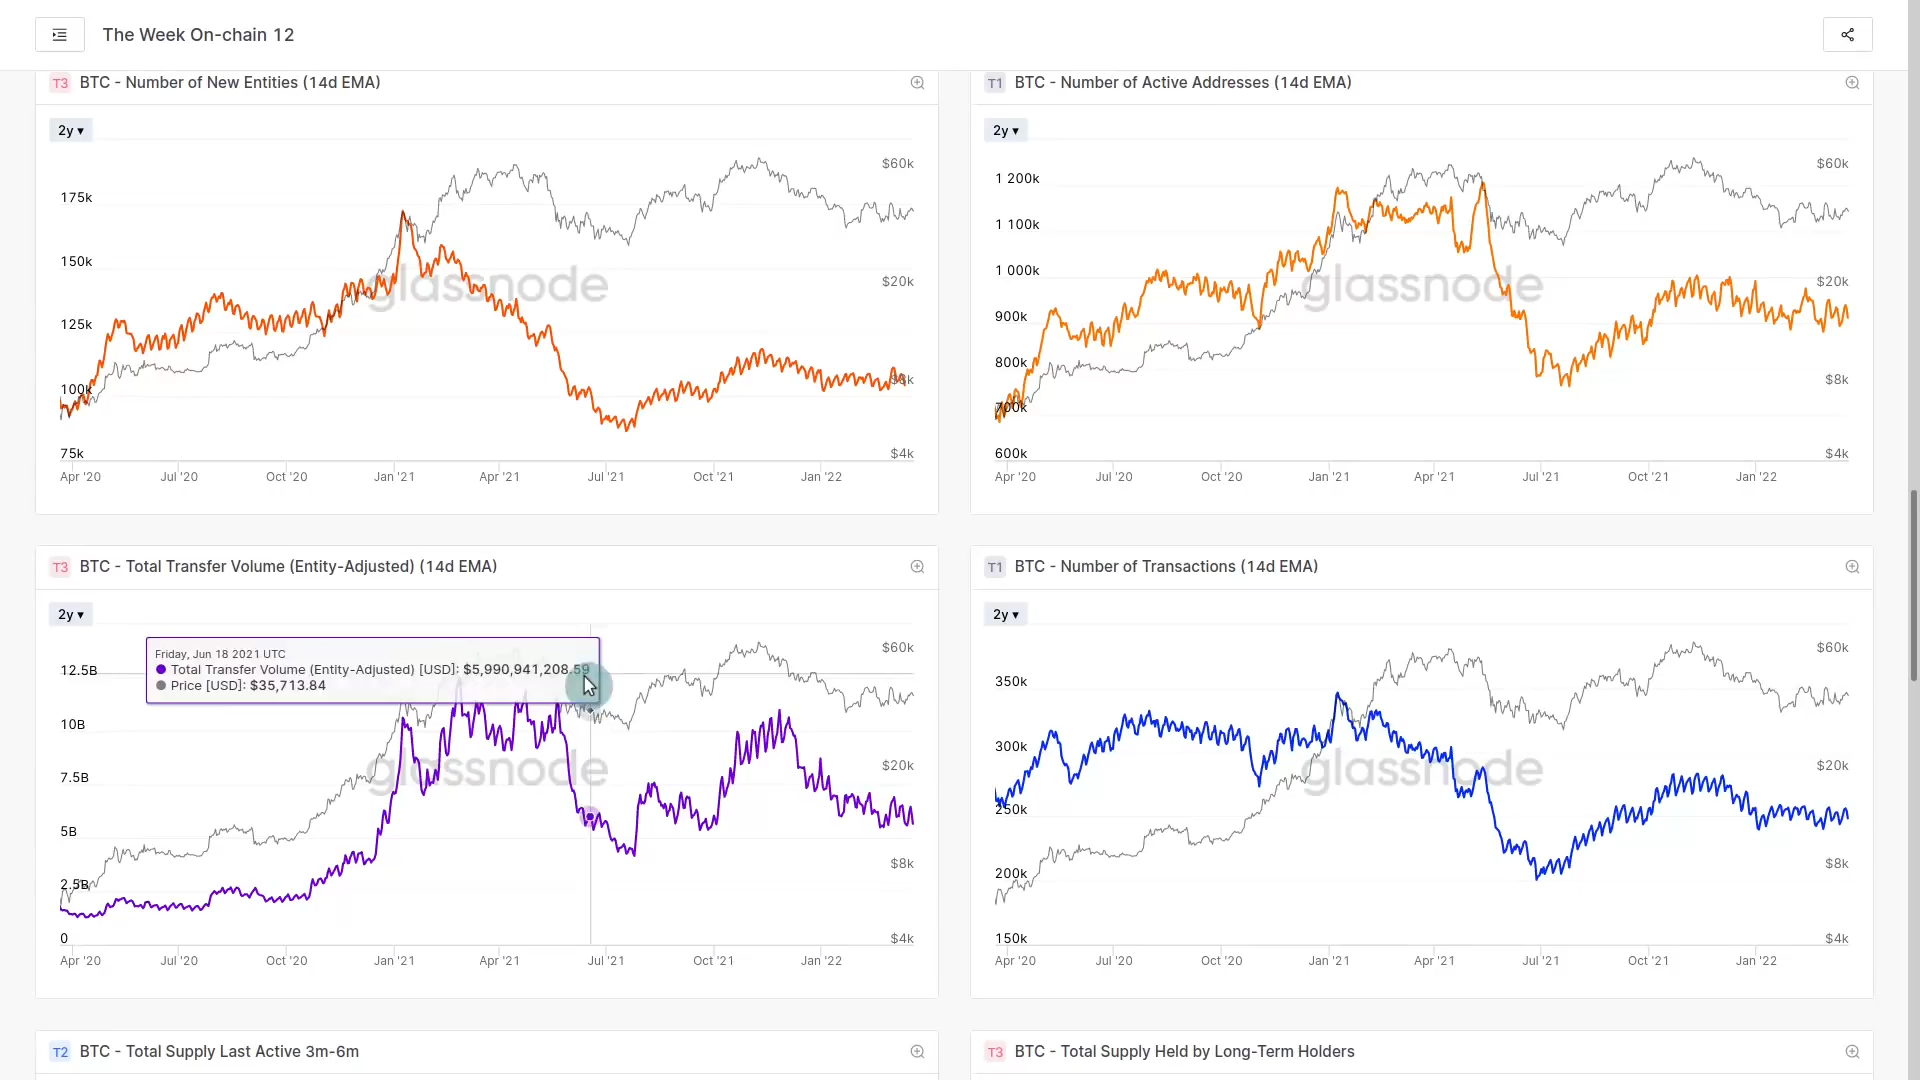 The Week On-chain 12
T3 BTC - Number of New Entities (14d EMA)
2y ▾
175k
150k
125k
100k
75k
$60k
$20k
$8k
$4k
glassnode
Apr '20 Jul '20 Oct '20 Jan '21 Apr '21 Jul '21 Oct '21 Jan '22
T1 BTC - Number of Active Addresses (14d EMA)
2y ▾
1 200k
1 100k
1 000k
900k
800k
700k
600k
$60k
$20k
$8k
$4k
glassnode
Apr '20 Jul '20 Oct '20 Jan '21 Apr '21 Jul '21 Oct '21 Jan '22
T3 BTC - Total Transfer Volume (Entity-Adjusted) (14d EMA)
2y ▾
Friday, Jun 18 2021 UTC
Total Transfer Volume (Entity-Adjusted) [USD]: $5,990,941,208.59
Price [USD]: $35,713.84
12.5B
10B
7.5B
5B
2.5B
0
$60k
$20k
$8k
$4k
glassnode
Apr '20 Jul '20 Oct '20 Jan '21 Apr '21 Jul '21 Oct '21 Jan '22
T1 BTC - Number of Transactions (14d EMA)
2y ▾
350k
300k
250k
200k
150k
$60k
$20k
$8k
$4k
glassnode
Apr '20 Jul '20 Oct '20 Jan '21 Apr '21 Jul '21 Oct '21 Jan '22
T2 BTC - Total Supply Last Active 3m-6m
T3 BTC - Total Supply Held by Long-Term Holders